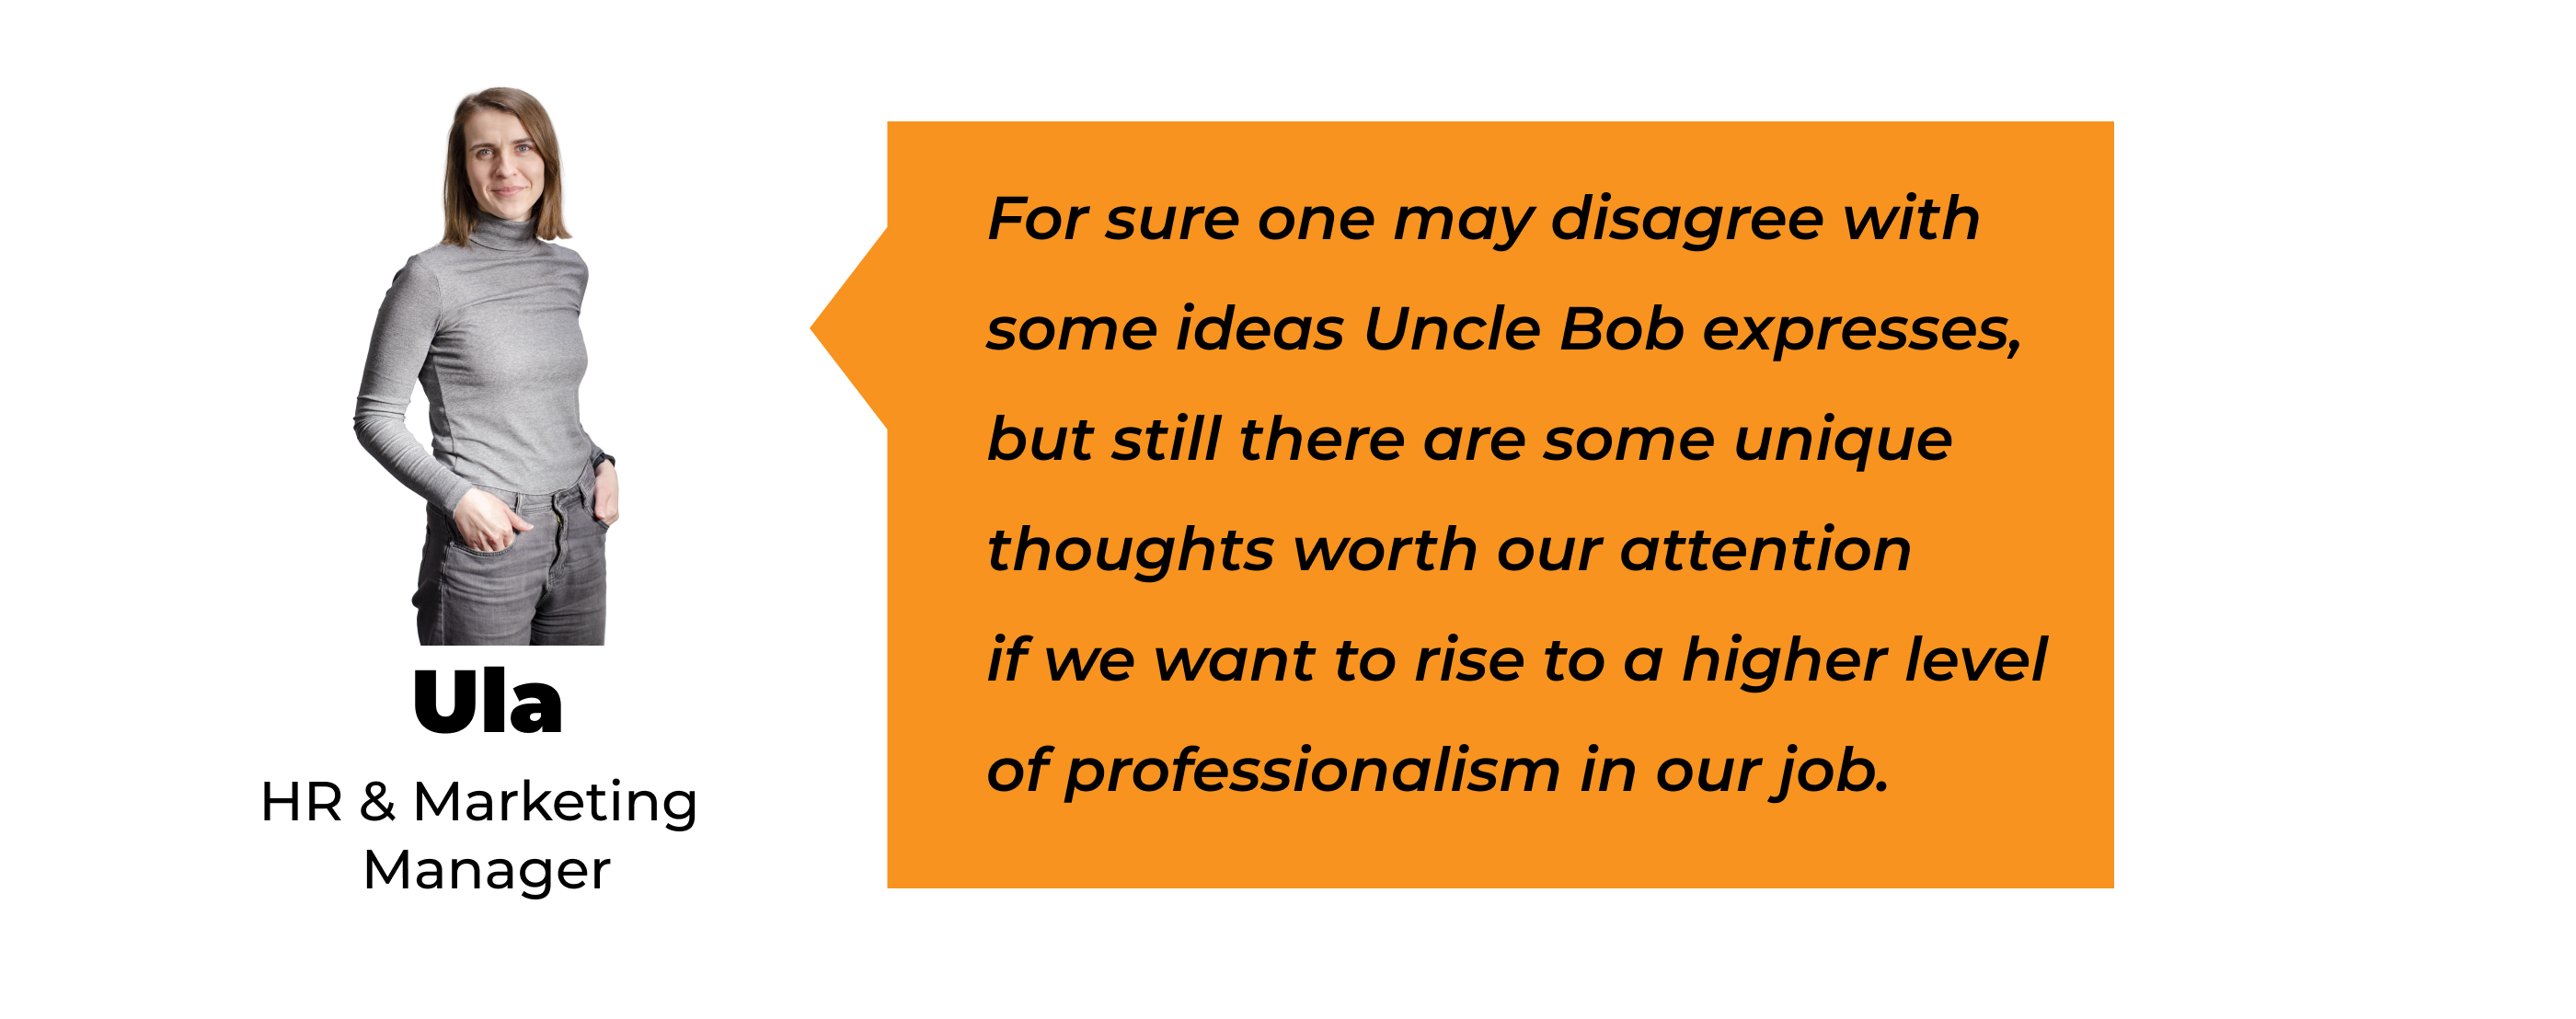 Ula
HR & Marketing
Manager
For sure one may disagree with
some ideas Uncle Bob expresses,
but still there are some unique
thoughts worth our attention
if we want to rise to a higher level
of professionalism in our job.